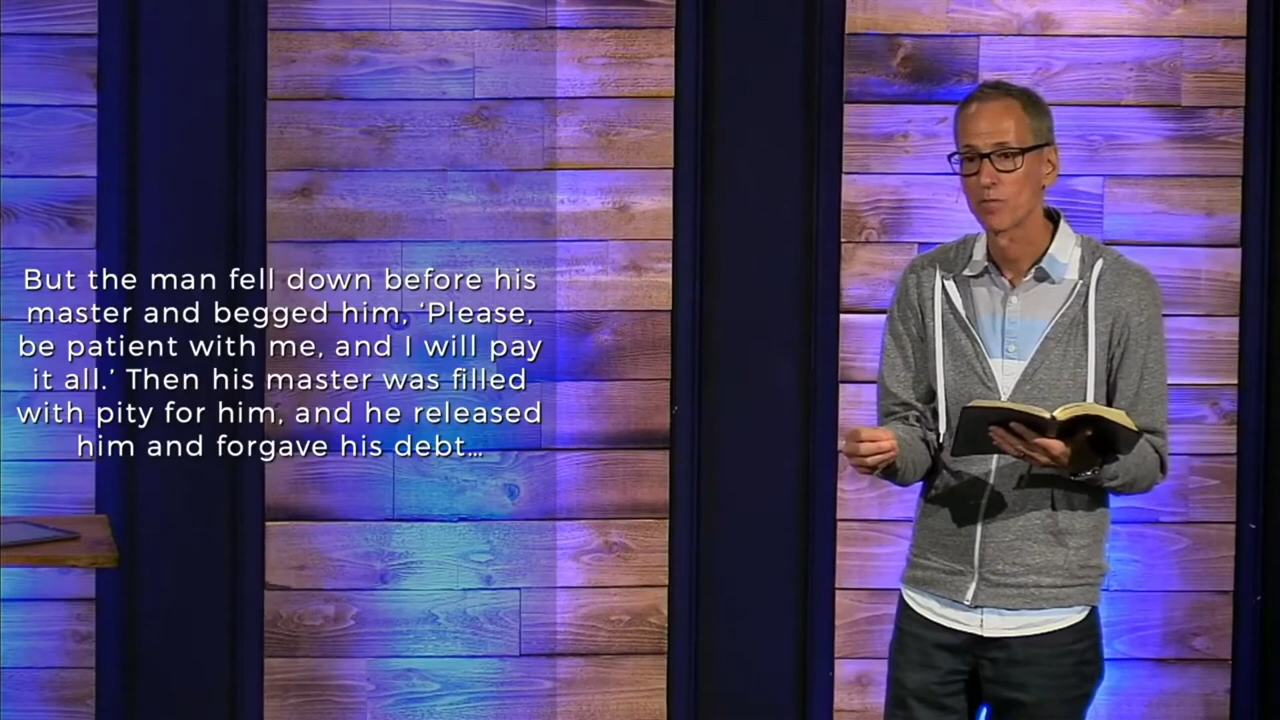 But the man fell down before his
master and begged him, ‘Please,
be patient with me, and I will pay
it all.’ Then his master was filled
with pity for him, and he released
him and forgave his debt…